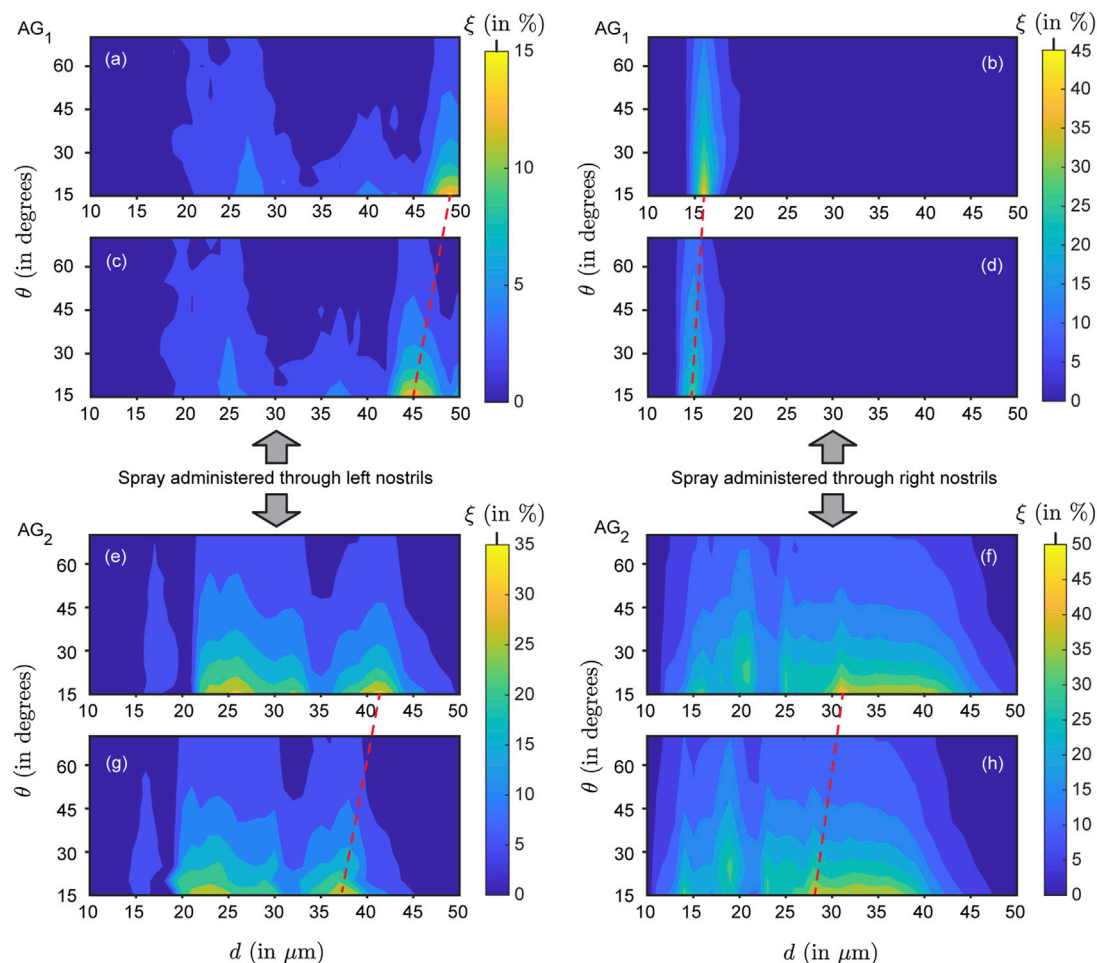 AG1 ξ (in %) AG1 ξ (in %)
(a) (b)
60 60
45 45
30 30
15 15
10 15 20 25 30 35 40 45 50 10 15 20 25 30 35 40 45 50
(c) (d)
60 60
45 45
30 30
15 15
10 15 20 25 30 35 40 45 50 10 15 20 25 30 35 40 45 50
θ (in degrees) θ (in degrees)
15 10 5 0
45 40 35 30 25 20 15 10 5 0
Spray administered through left nostrils Spray administered through right nostrils
AG2 ξ (in %) AG2 ξ (in %)
(e) (f)
60 60
45 45
30 30
15 15
10 15 20 25 30 35 40 45 50 10 15 20 25 30 35 40 45 50
(g) (h)
60 60
45 45
30 30
15 15
10 15 20 25 30 35 40 45 50 10 15 20 25 30 35 40 45 50
θ (in degrees) θ (in degrees)
35 30 25 20 15 10 5 0
50 45 40 35 30 25 20 15 10 5 0
d (in μm) d (in μm)